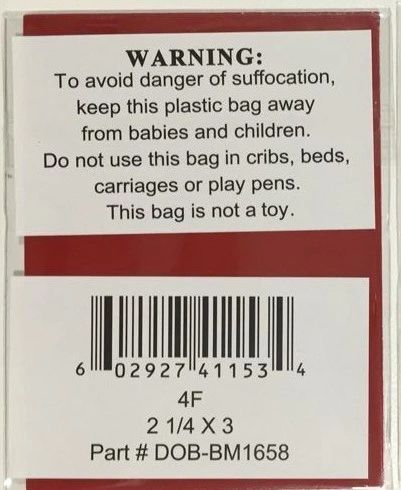 WARNING:
To avoid danger of suffocation,
keep this plastic bag away
from babies and children.
Do not use this bag in cribs, beds,
carriages or play pens.
This bag is not a toy.
6 02927 41153 4
4F
2 1/4 X 3
Part # DOB-BM1658